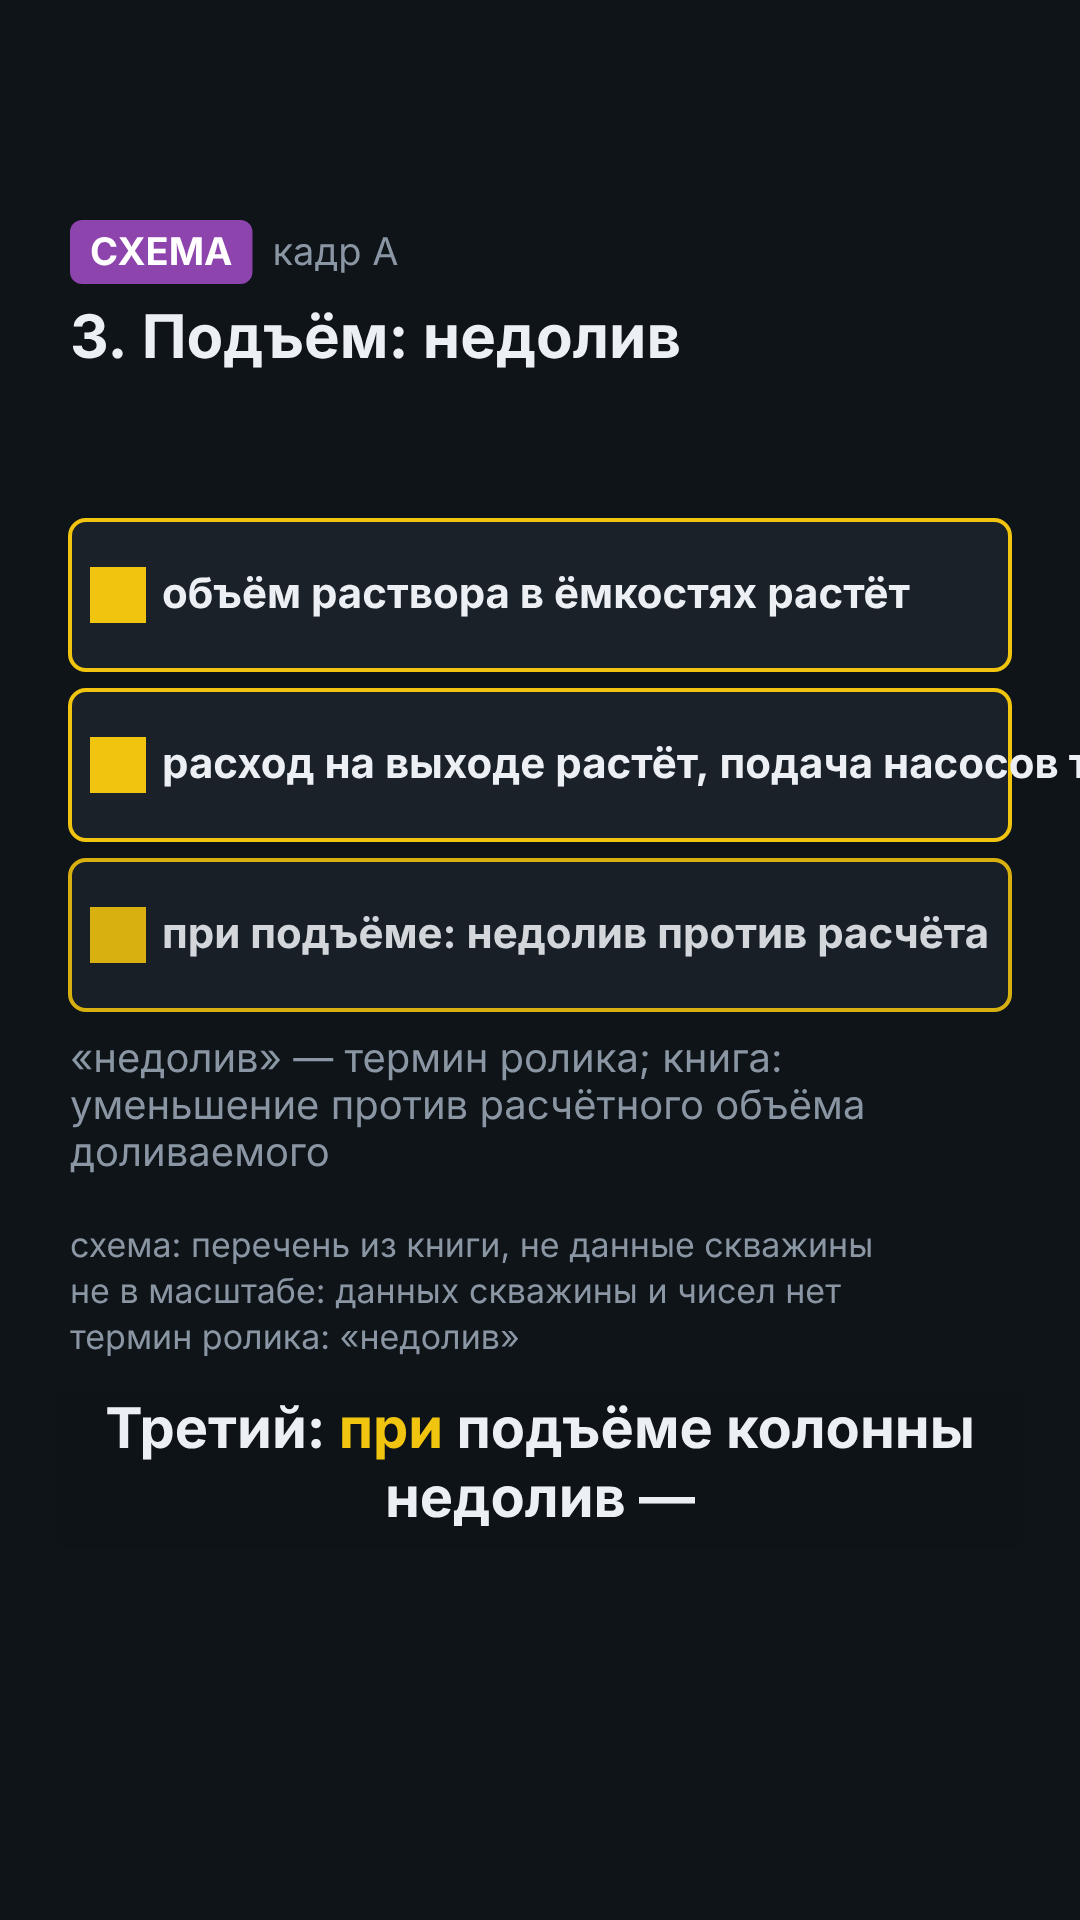 СХЕМА кадр А
3. Подъём: недолив
объём раствора в ёмкостях растёт
расход на выходе растёт, подача насосов
при подъёме: недолив против расчёта
«недолив» — термин ролика; книга:
уменьшение против расчётного объёма
доливаемого
схема: перечень из книги, не данные скважины
не в масштабе: данных скважины и чисел нет
термин ролика: «недолив»
Третий: при подъёме колонны
недолив —